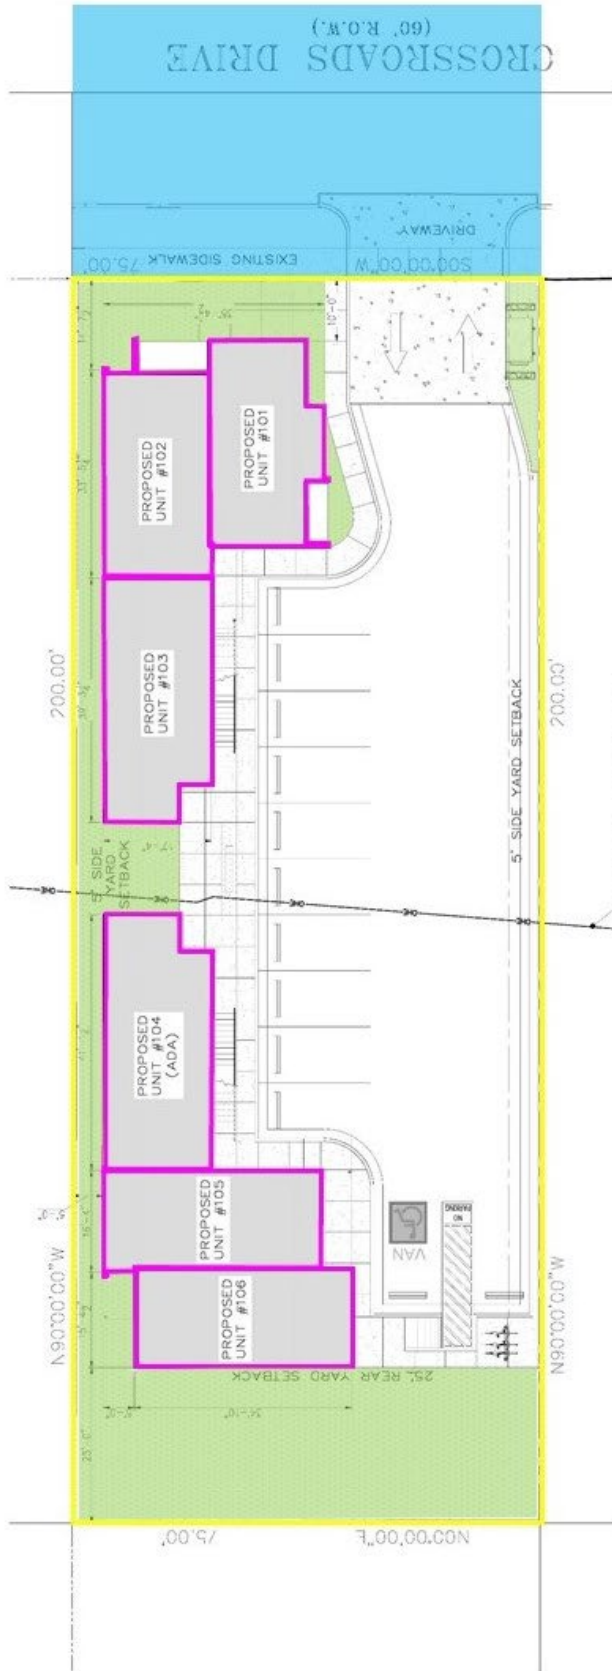 CROSSROADS DRIVE
(60' R.O.W.)
DRIVEWAY
EXISTING SIDEWALK
75.00'
S00°00'00"W
10'-0"
PROPOSED
UNIT #101
PROPOSED
UNIT #102
PROPOSED
UNIT #103
200.00'
200.00'
5' SIDE
YARD
SETBACK
5' SIDE YARD SETBACK
PROPOSED
UNIT #104
(ADA)
PROPOSED
UNIT #105
PROPOSED
UNIT #106
VAN
NO
PARKING
N90°00'00"W
N90°00'00"W
25' REAR YARD SETBACK
75.00'
N00°00'00"E